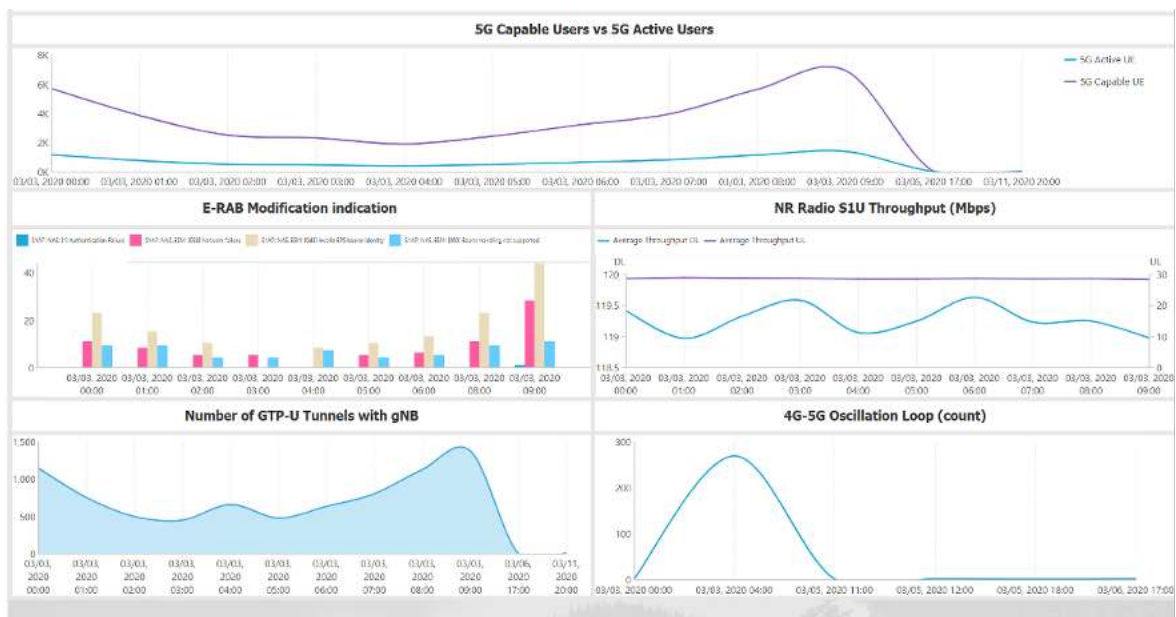 5G Capable Users vs 5G Active Users
8K
6K
4K
2K
0K
5G Active UE
5G Capable UE
03/03, 2020 00:00 03/03, 2020 01:00 03/03, 2020 02:00 03/03, 2020 03:00 03/03, 2020 04:00 03/03, 2020 05:00 03/03, 2020 06:00 03/03, 2020 07:00 03/03, 2020 08:00 03/03, 2020 09:00 03/05, 2020 17:00 03/11, 2020 20:00
E-RAB Modification indication
Authentication Failure
Network failure
Invalid EPS bearer identity
not supported
40
20
0
03/03, 2020 03/03, 2020 03/03, 2020 03/03, 2020 03/03, 2020 03/03, 2020 03/03, 2020 03/03, 2020 03/03, 2020
00:00 01:00 02:00 03:00 04:00 05:00 06:00 08:00 09:00
NR Radio S1U Throughput (Mbps)
Average Throughput DL Average Throughput UL
DL UL
120 30
119.5 20
119 10
118.5 0
03/03, 2020 03/03, 2020 03/03, 2020 03/03, 2020 03/03, 2020 03/03, 2020 03/03, 2020 03/03, 2020 03/03, 2020 03/03, 2020
00:00 01:00 02:00 03:00 04:00 05:00 06:00 07:00 08:00 09:00
Number of GTP-U Tunnels with gNB
1,500
1,000
500
0
03/03, 03/03, 03/03, 03/03, 03/03, 03/03, 03/03, 03/03, 03/03, 03/03, 03/06, 03/11,
2020 2020 2020 2020 2020 2020 2020 2020 2020 2020 2020 2020
00:00 01:00 02:00 03:00 04:00 05:00 06:00 07:00 08:00 09:00 17:00 20:00
4G-5G Oscillation Loop (count)
300
200
100
0
03/03, 2020 00:00 03/03, 2020 04:00 03/05, 2020 11:00 03/05, 2020 12:00 03/05, 2020 18:00 03/06, 2020 17:00